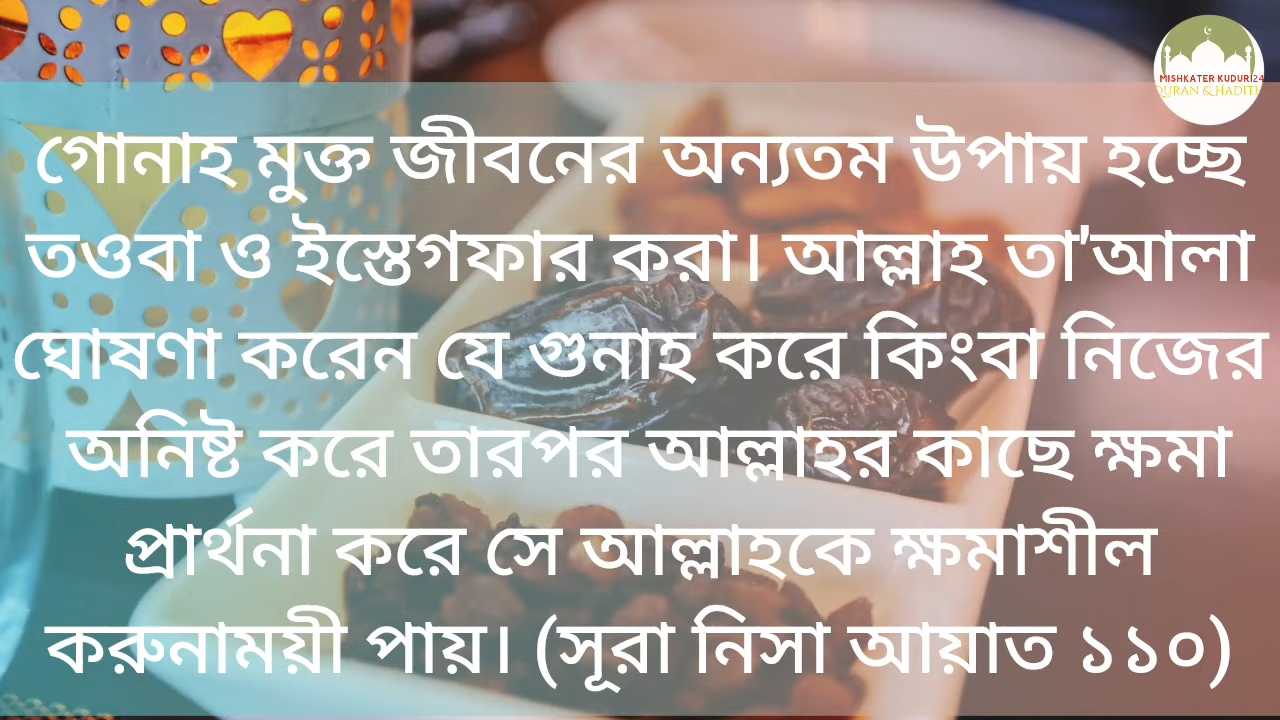 MISHKATER KUDURI24
QURAN & HADITH
গোনাহ মুক্ত জীবনের অন্যতম উপায় হচ্ছে
তওবা ও ইস্তেগফার করা। আল্লাহ তা'আলা
ঘোষণা করেন যে গুনাহ করে কিংবা নিজের
অনিষ্ট করে তারপর আল্লাহর কাছে ক্ষমা
প্রার্থনা করে সে আল্লাহকে ক্ষমাশীল
করুনাময়ী পায়। (সূরা নিসা আয়াত ১১০)